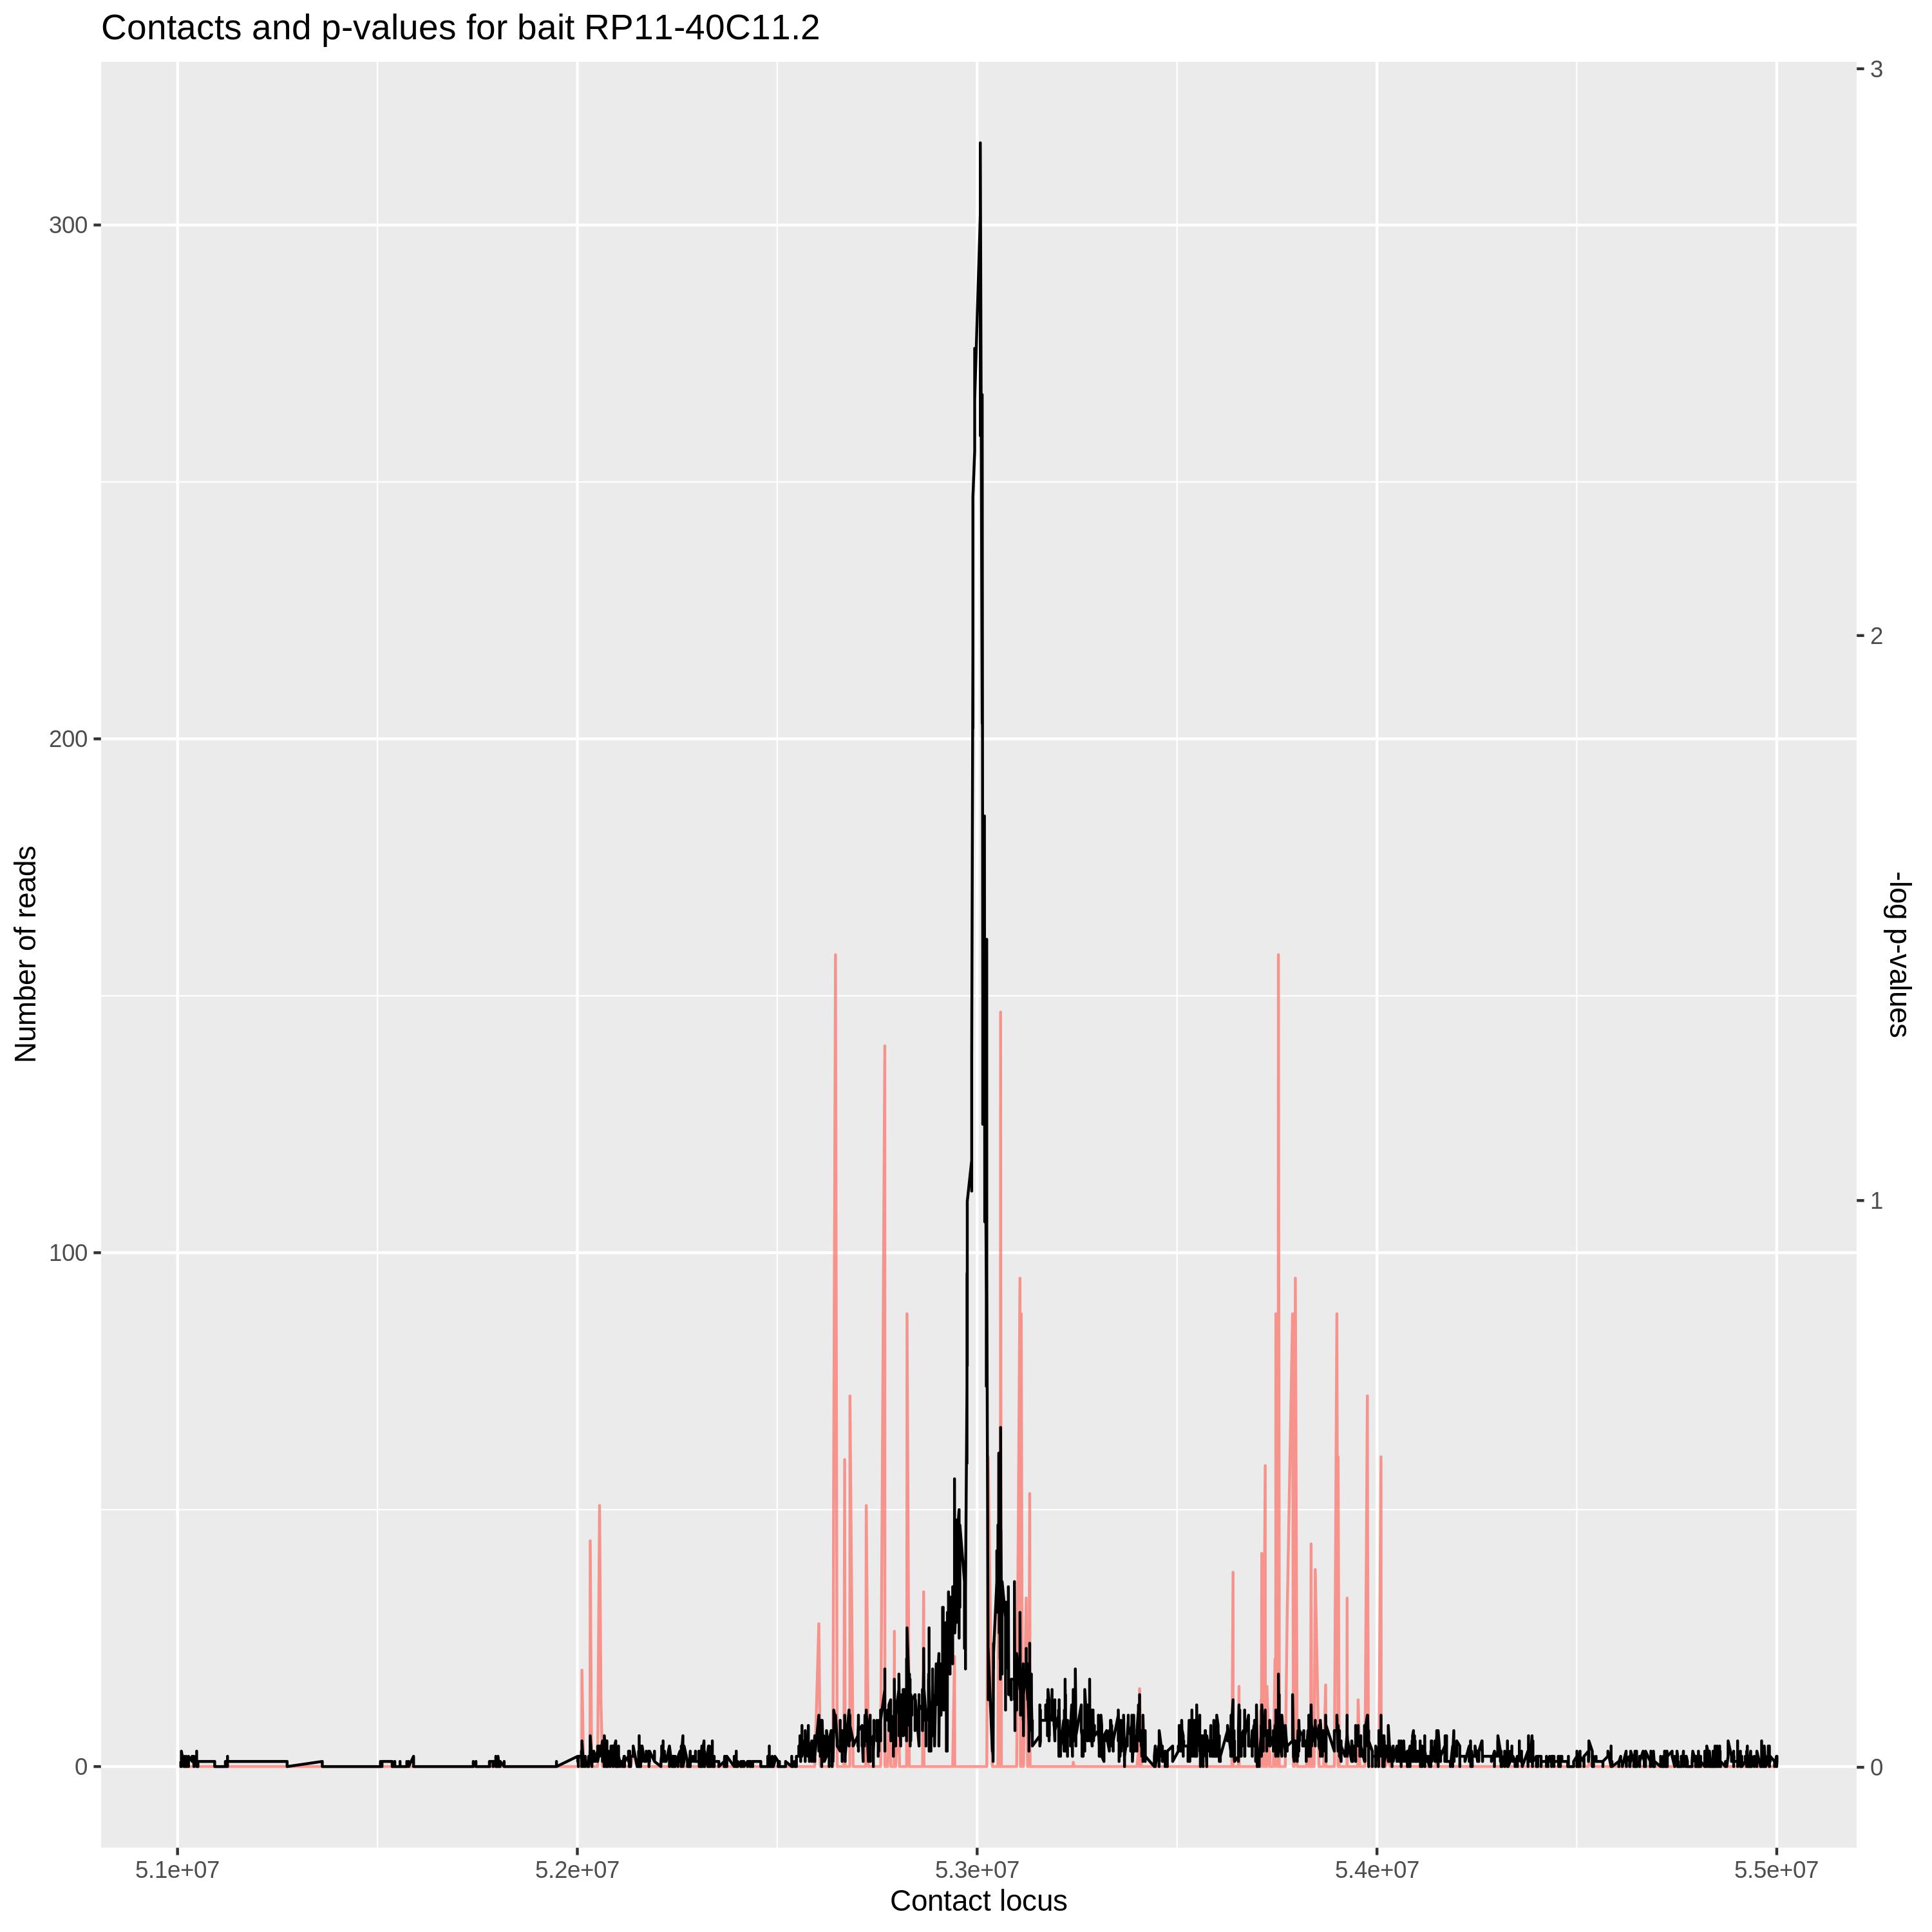 Contacts and p-values for bait RP11-40C11.2
300
200
100
0
Number of reads
3
2
1
0
-log p-values
5.1e+07
5.2e+07
5.3e+07
5.4e+07
5.5e+07
Contact locus